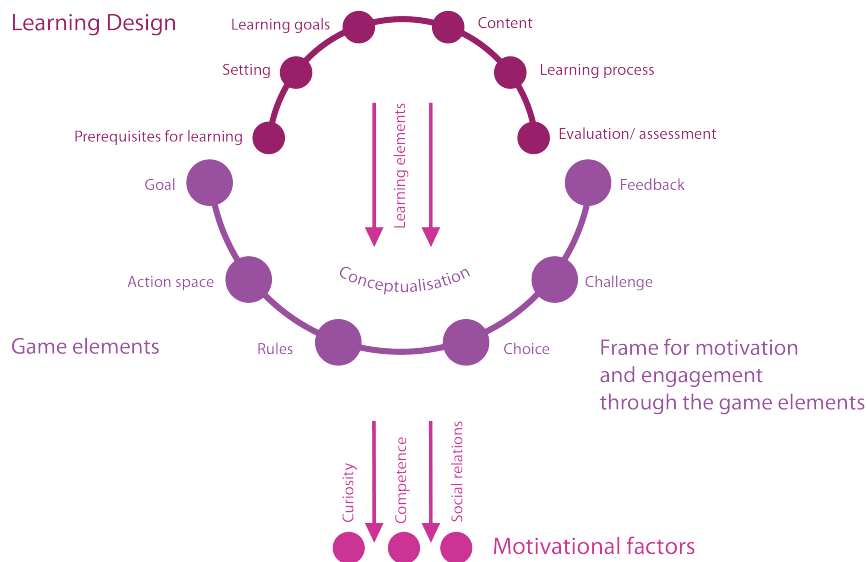 Learning Design
Learning goals
Content
Setting
Learning process
Prerequisites for learning
Evaluation/ assessment
Learning elements
Goal
Feedback
Conceptualisation
Action space
Challenge
Game elements
Rules
Choice
Frame for motivation
and engagement
through the game elements
Curiosity
Competence
Social relations
Motivational factors